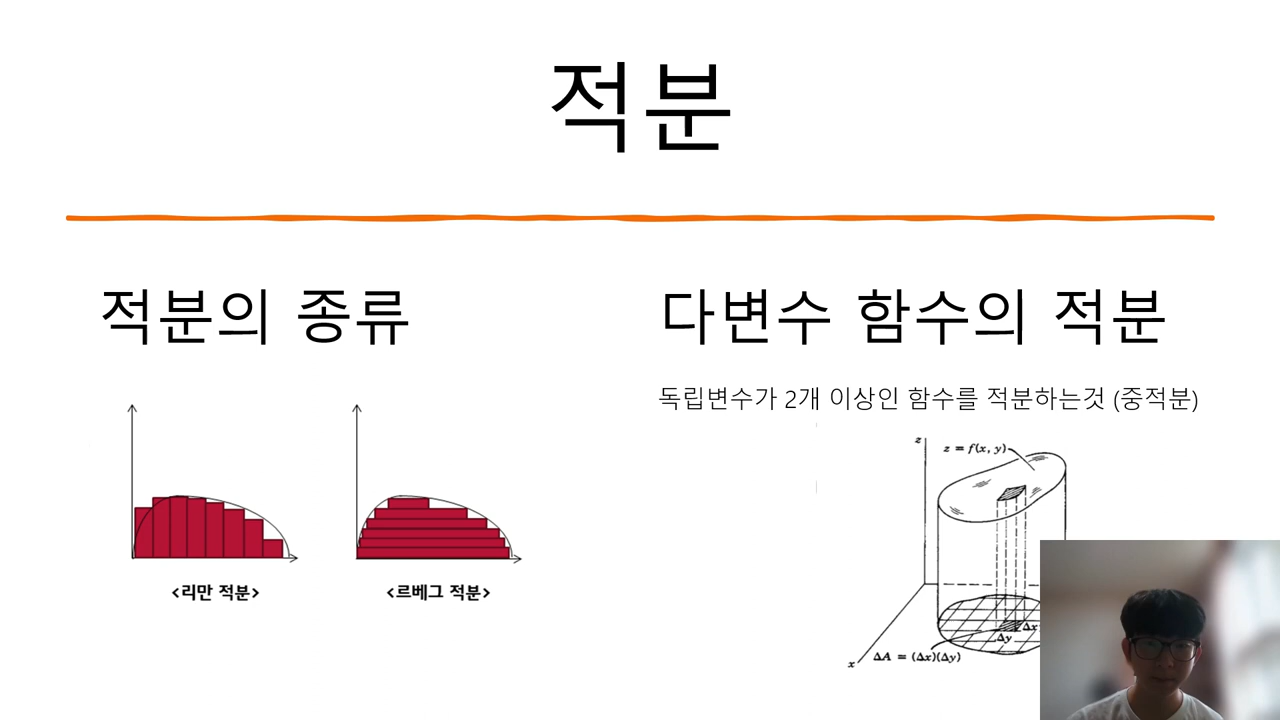 적분
적분의 종류
<리만 적분>
<르베그 적분>
다변수 함수의 적분
독립변수가 2개 이상인 함수를 적분하는것 (중적분)
z
z = f(x, y)
Δx
Δy
ΔA = (Δx)(Δy)
x